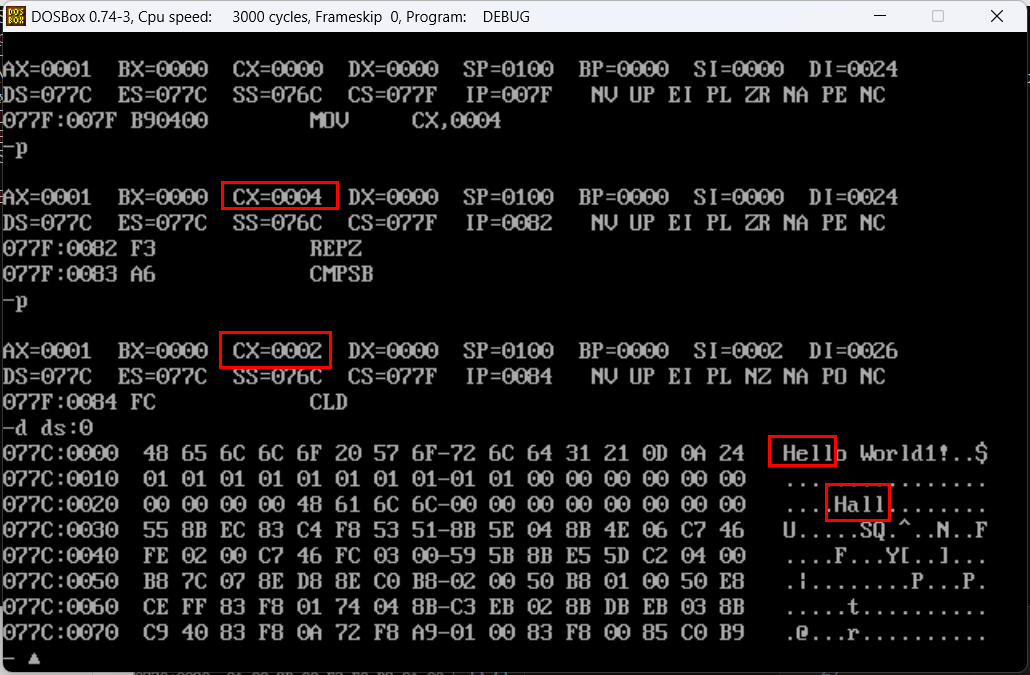 DOSBox 0.74-3, Cpu speed: 3000 cycles, Frameskip 0, Program: DEBUG
AX=0001 BX=0000 CX=0000 DX=0000 SP=0100 BP=0000 SI=0000 DI=0024
DS=077C ES=077C SS=076C CS=077F IP=007F NV UP EI PL ZR NA PE NC
077F:007F B90400 MOV CX,0004
-p
AX=0001 BX=0000 CX=0004 DX=0000 SP=0100 BP=0000 SI=0000 DI=0024
DS=077C ES=077C SS=076C CS=077F IP=0082 NV UP EI PL ZR NA PE NC
077F:0082 F3 REPZ
077F:0083 A6 CMPSB
-p
AX=0001 BX=0000 CX=0002 DX=0000 SP=0100 BP=0000 SI=0002 DI=0026
DS=077C ES=077C SS=076C CS=077F IP=0084 NV UP EI PL NZ NA PO NC
077F:0084 FC CLD
-d ds:0
077C:0000 48 65 6C 6C 6F 20 57 6F-72 6C 64 31 21 0D 0A 24 Hello World1!..$
077C:0010 01 01 01 01 01 01 01 01-01 01 00 00 00 00 00 00 ................
077C:0020 00 00 00 00 48 61 6C 6C-00 00 00 00 00 00 00 00 ....Hall........
077C:0030 55 8B EC 83 C4 F8 53 51-8B 5E 04 8B 4E 06 C7 46 U.....SQ.^..N..F
077C:0040 FE 02 00 C7 46 FC 03 00-59 5B 8B E5 5D C2 04 00 ....F...Y[..]...
077C:0050 B8 7C 07 8E D8 8E C0 B8-02 00 50 B8 01 00 50 E8 .|........P...P.
077C:0060 CE FF 83 F8 01 74 04 8B-C3 EB 02 8B DB EB 03 8B .....t..........
077C:0070 C9 40 83 F8 0A 72 F8 A9-01 00 83 F8 00 85 C0 B9 .@...r..........
-